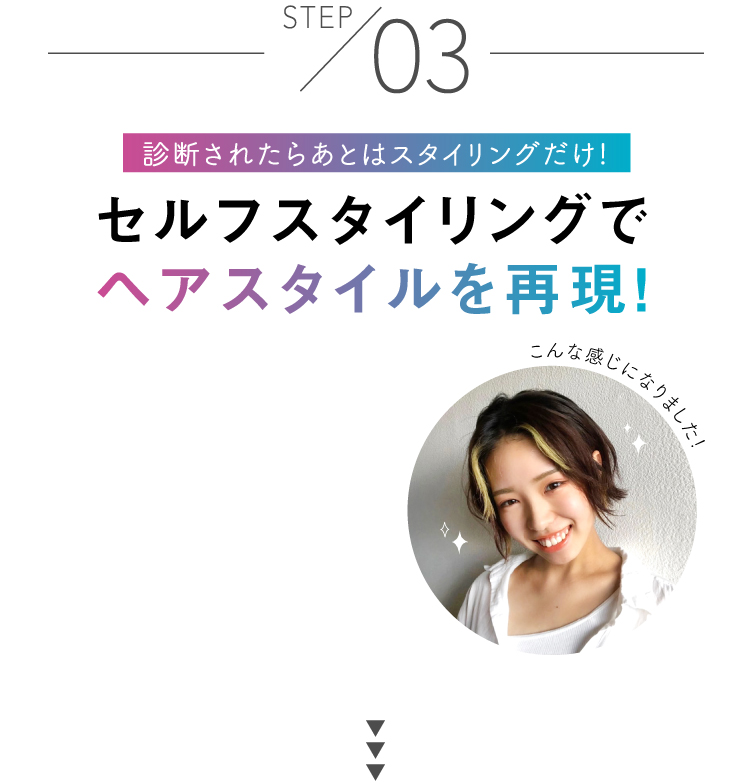 STEP
03
診断されたらあとはスタイリングだけ!
セルフスタイリングで
ヘアスタイルを再現!
こんな感じになりました!